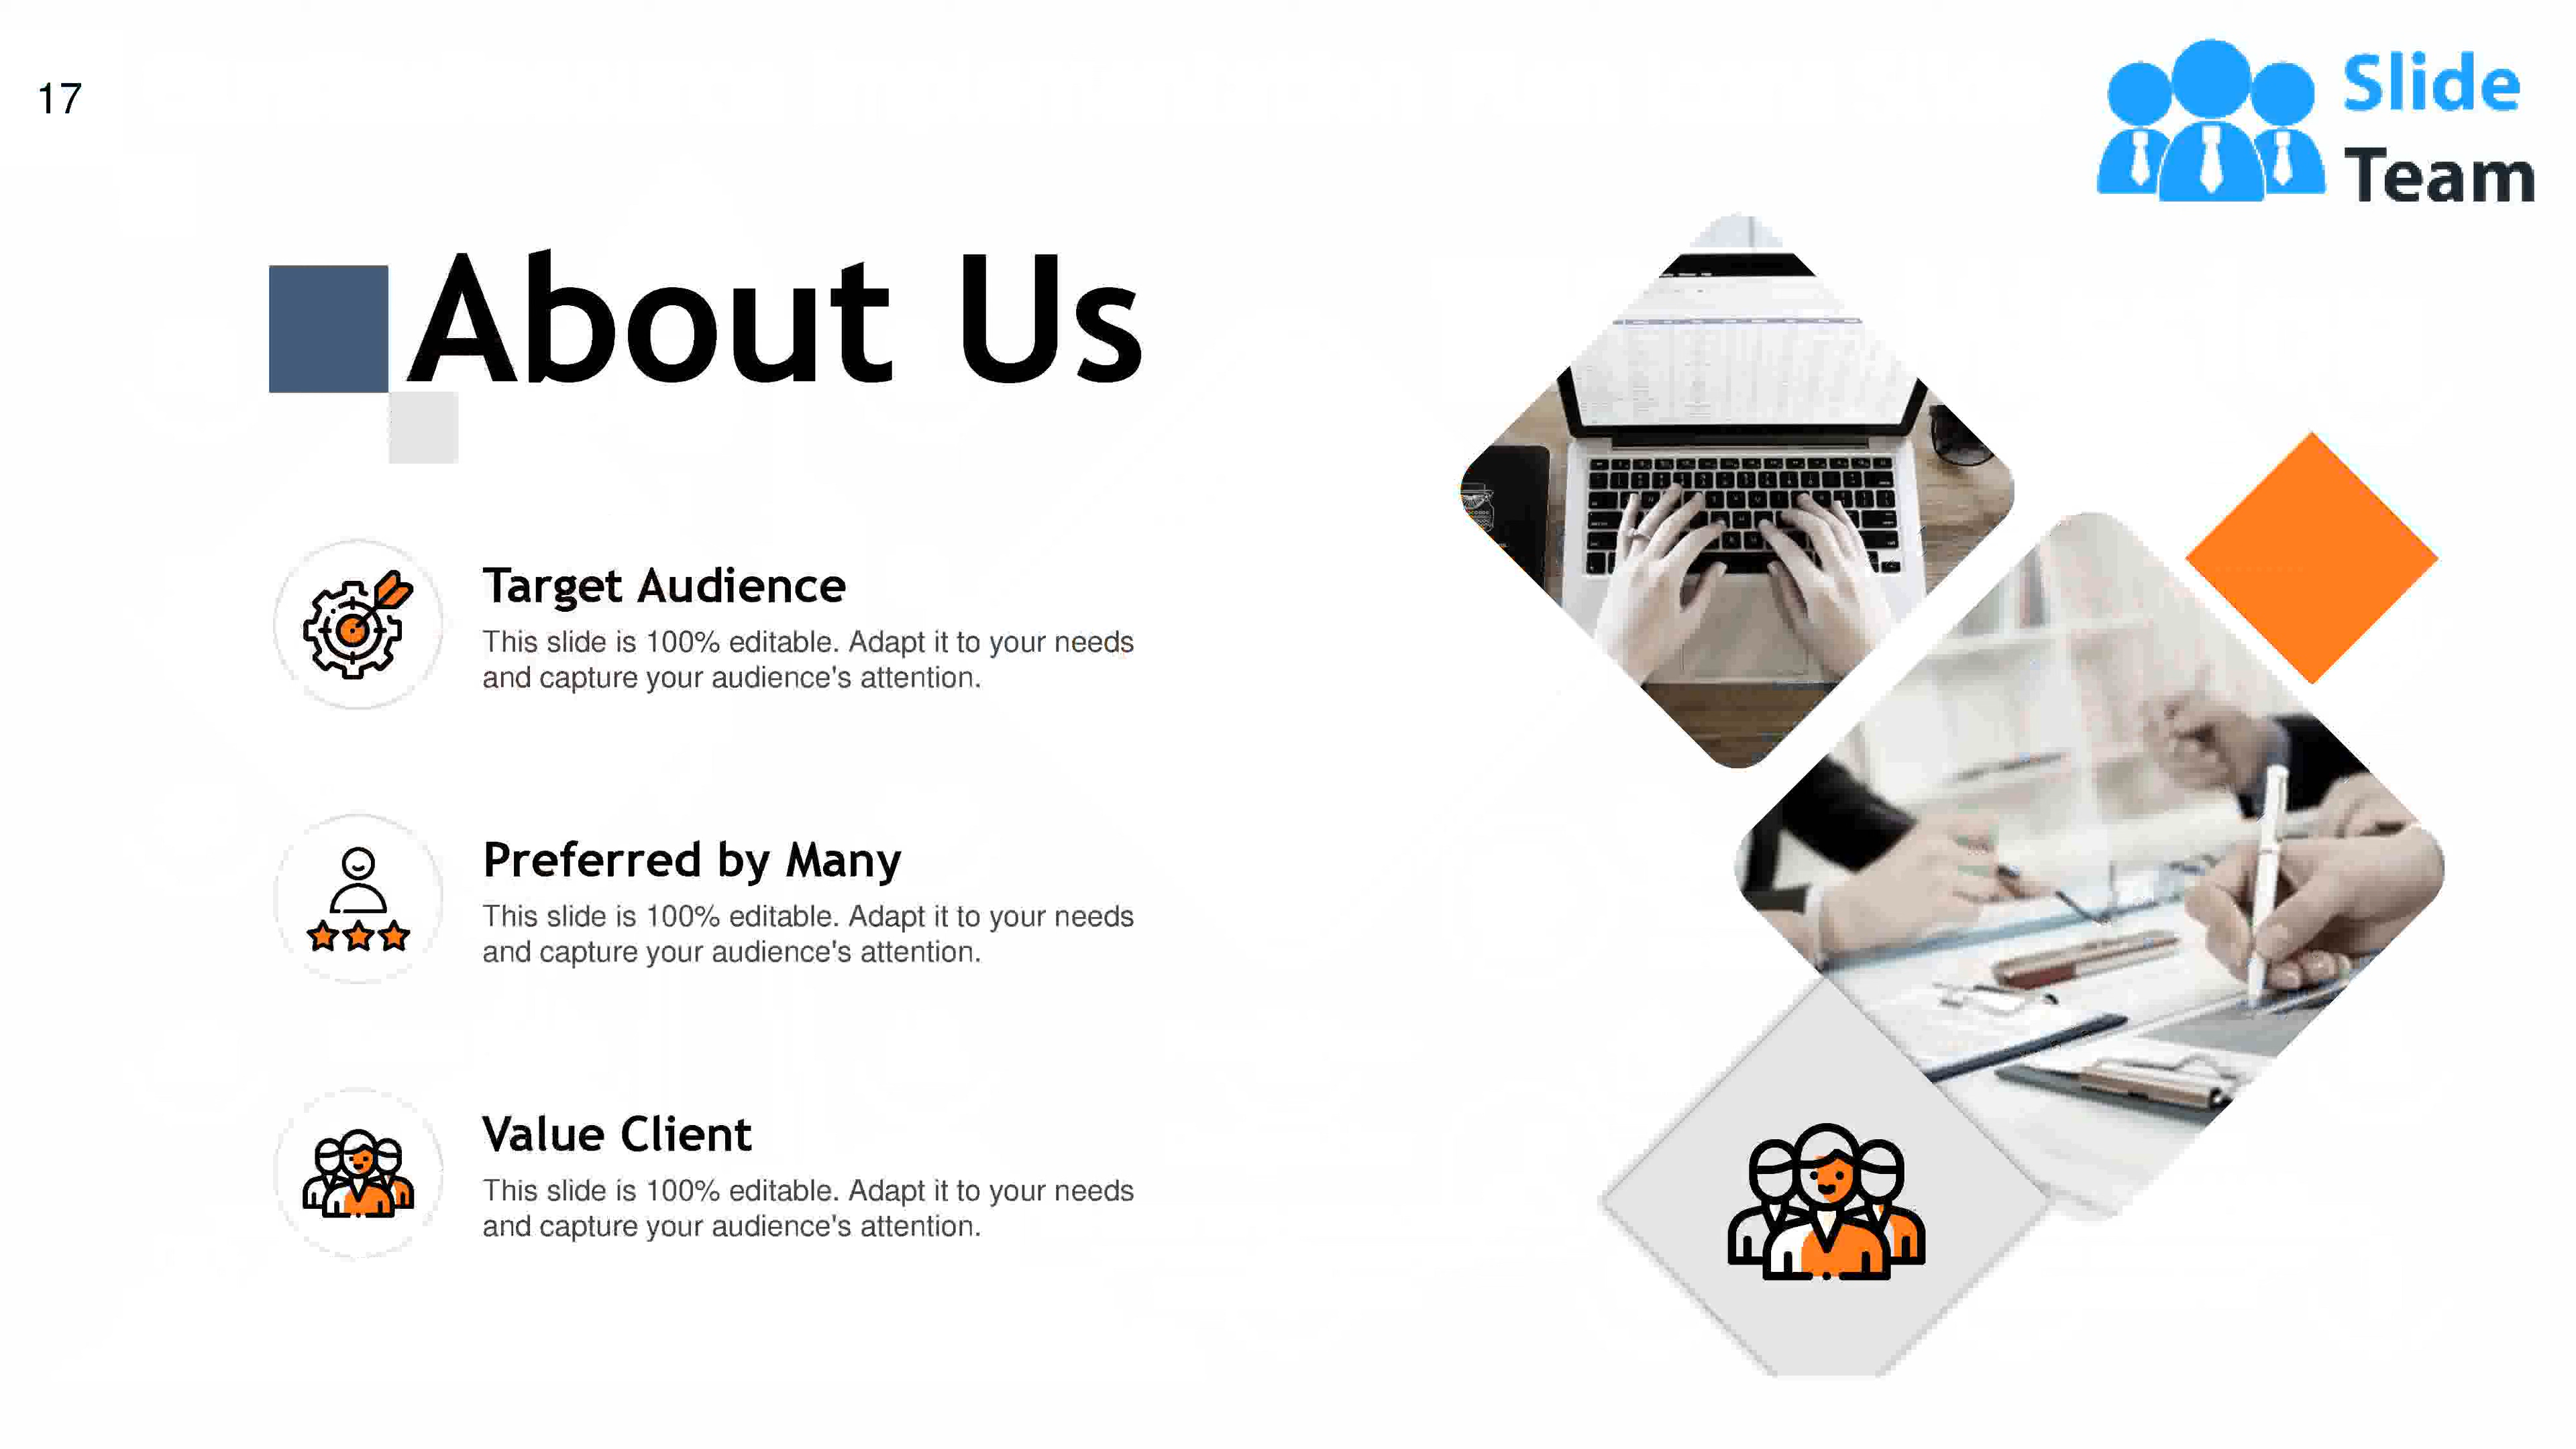 17
Slide
Team
About Us
Target Audience
This slide is 100% editable. Adapt it to your needs
and capture your audience's attention.
Preferred by Many
This slide is 100% editable. Adapt it to your needs
and capture your audience's attention.
Value Client
This slide is 100% editable. Adapt it to your needs
and capture your audience's attention.